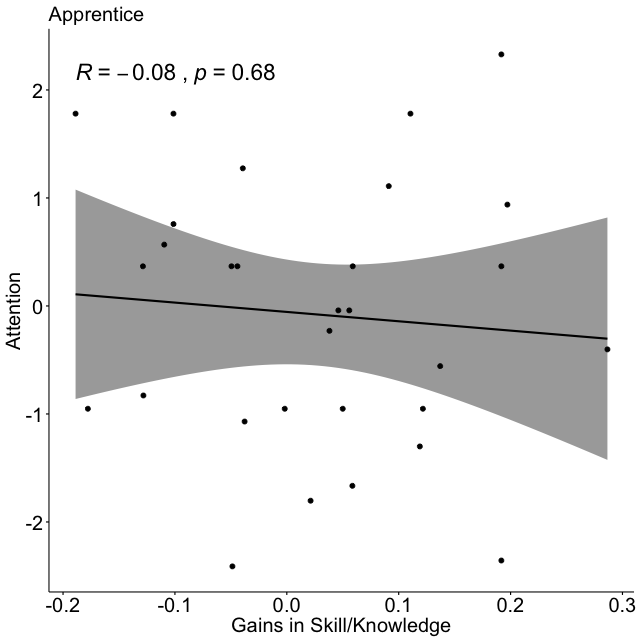 Apprentice
R = −0.08 , p = 0.68
Attention
2
1
0
-1
-2
-0.2 -0.1 0.0 0.1 0.2 0.3
Gains in Skill/Knowledge